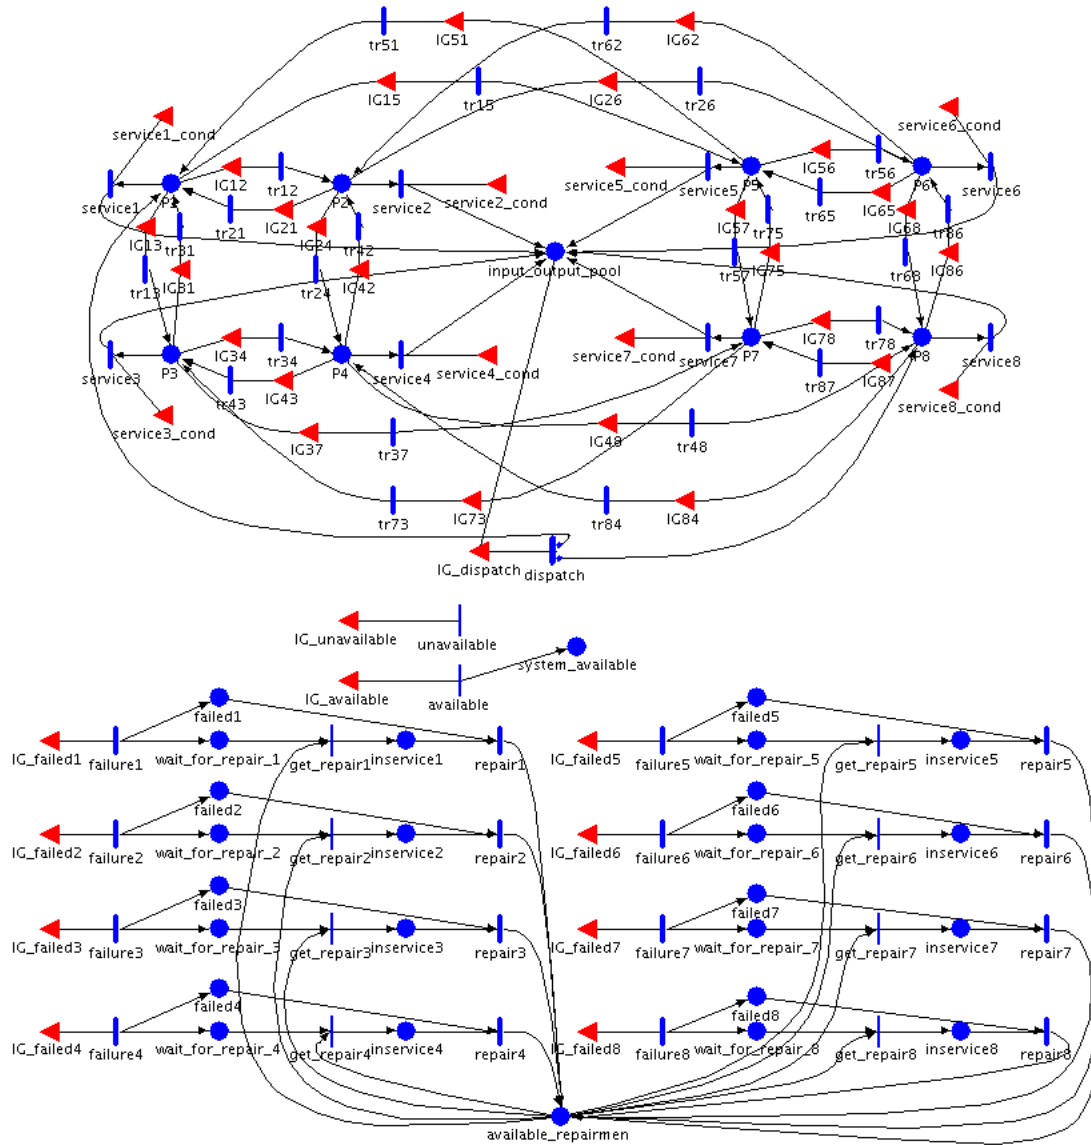 tr51
IG51
tr62
IG62
IG15
tr15
IG26
tr26
service1_cond
service6_cond
service1
P1
IG12
tr12
P2
service2
service2_cond
service5_cond
service5
P5
IG56
tr56
P6
service6
tr21
IG21
tr65
IG65
IG13
tr31
IG24
tr42
IG57
tr75
IG68
tr86
input_output_pool
tr13
IG31
tr24
IG42
tr57
IG75
tr68
IG86
service3
P3
IG34
tr34
P4
service4
service4_cond
service7_cond
service7
P7
IG78
tr78
P8
service8
tr43
IG43
tr87
IG87
service3_cond
service8_cond
IG37
tr37
IG48
tr48
tr73
IG73
tr84
IG84
IG_dispatch
dispatch
IG_unavailable
unavailable
system_available
IG_available
available
failed1
failed5
IG_failed1
failure1
wait_for_repair_1
get_repair1
inservice1
repair1
IG_failed5
failure5
wait_for_repair_5
get_repair5
inservice5
repair5
failed2
failed6
IG_failed2
failure2
wait_for_repair_2
get_repair2
inservice2
repair2
IG_failed6
failure6
wait_for_repair_6
get_repair6
inservice6
repair6
failed3
failed7
IG_failed3
failure3
wait_for_repair_3
get_repair3
inservice3
repair3
IG_failed7
failure7
wait_for_repair_7
get_repair7
inservice7
repair7
failed4
failed8
IG_failed4
failure4
wait_for_repair_4
get_repair4
inservice4
repair4
IG_failed8
failure8
wait_for_repair_8
get_repair8
inservice8
repair8
available_repairmen